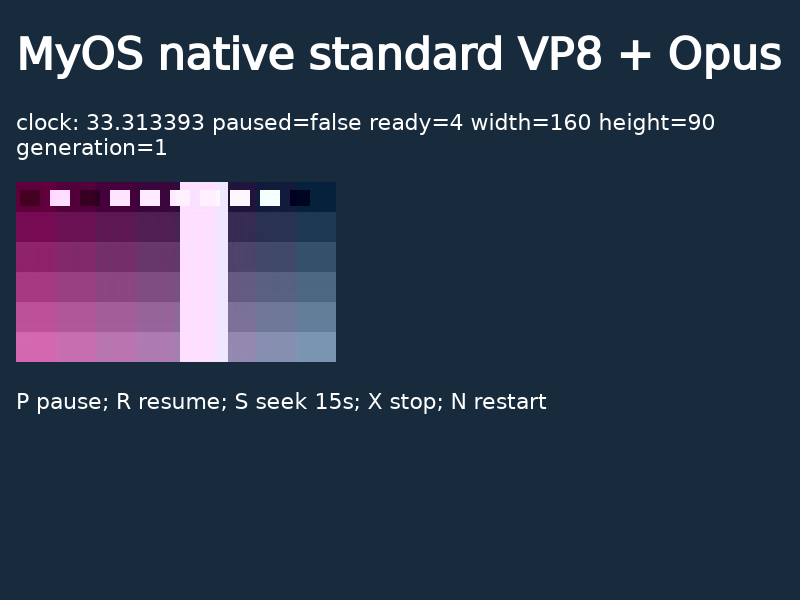 MyOS native standard VP8 + Opus
clock: 33.313393 paused=false ready=4 width=160 height=90
generation=1
P pause; R resume; S seek 15s; X stop; N restart